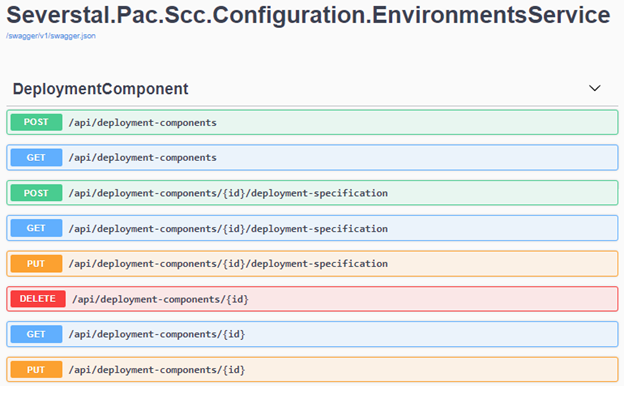 Severstal.Pac.Scc.Configuration.EnvironmentsService
/swagger/v1/swagger.json
DeploymentComponent
POST /api/deployment-components
GET /api/deployment-components
POST /api/deployment-components/{id}/deployment-specification
GET /api/deployment-components/{id}/deployment-specification
PUT /api/deployment-components/{id}/deployment-specification
DELETE /api/deployment-components/{id}
GET /api/deployment-components/{id}
PUT /api/deployment-components/{id}